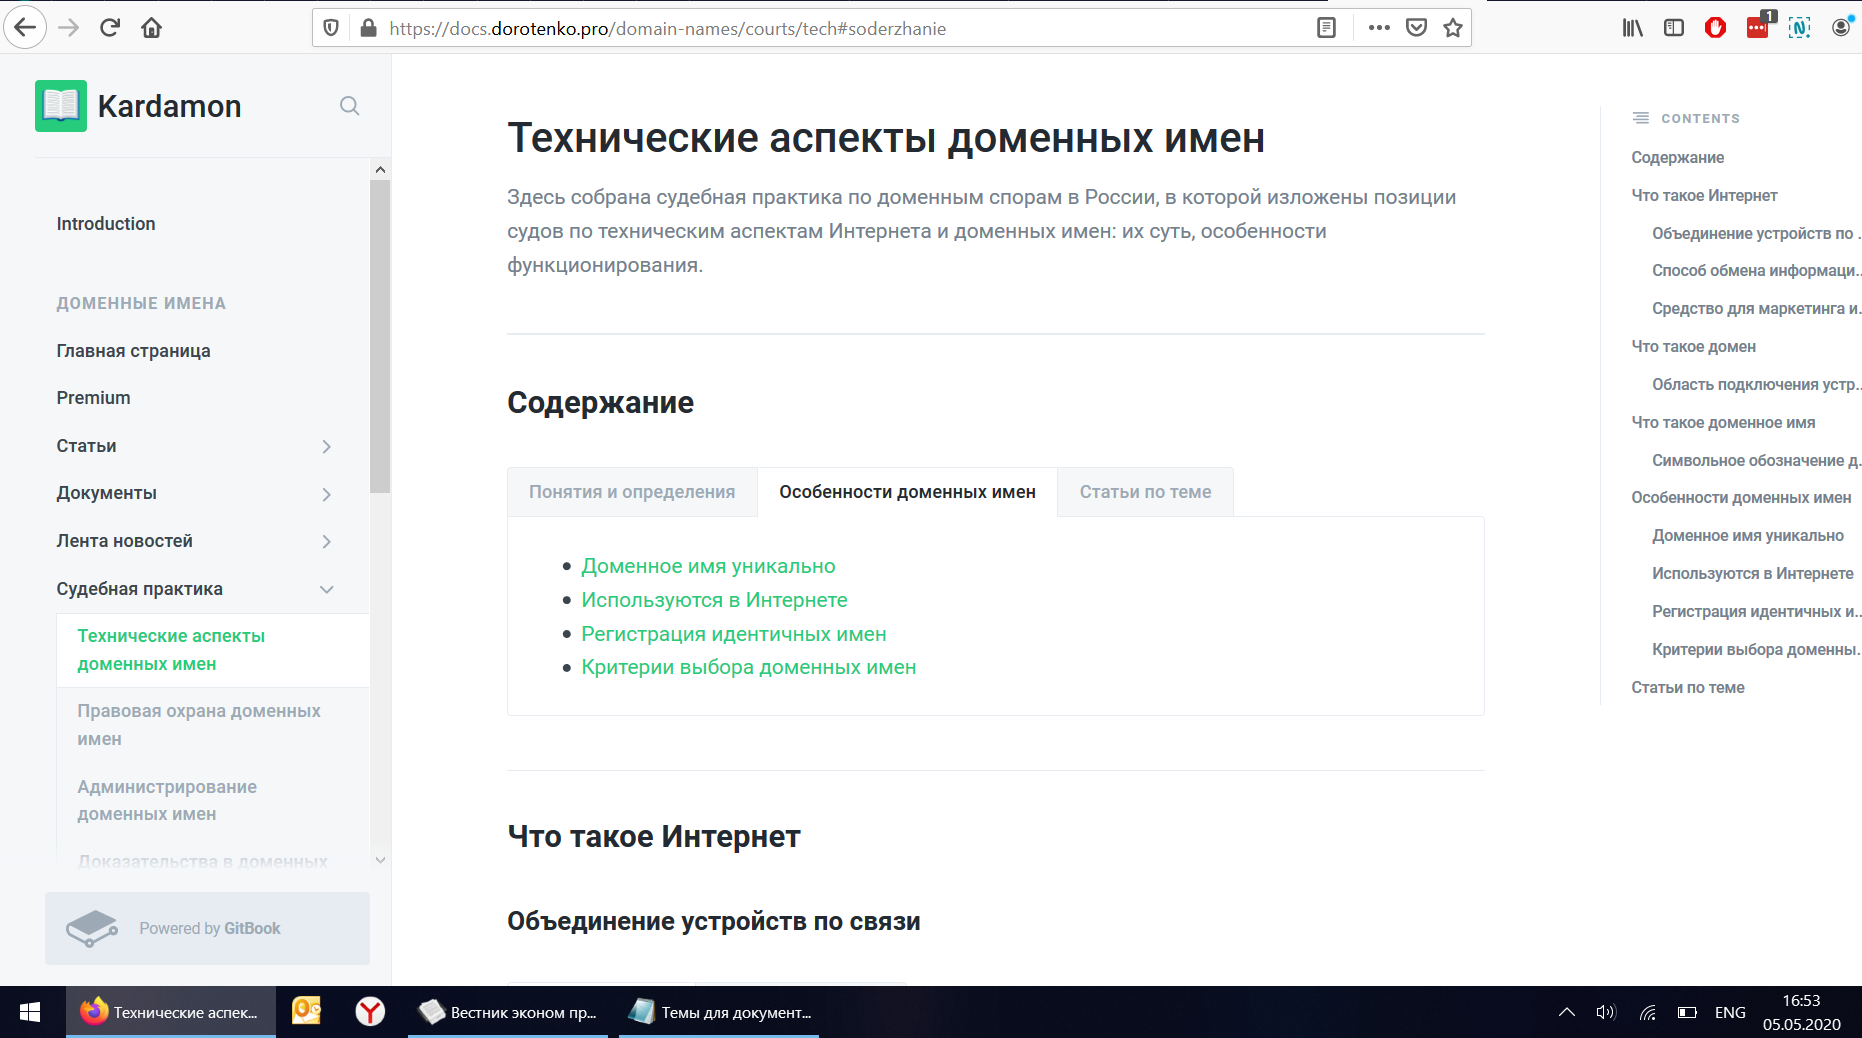 https://docs.dorotenko.pro/domain-names/courts/tech#soderzhanie
1
Kardamon
Introduction
ДОМЕННЫЕ ИМЕНА
Главная страница
Premium
Статьи
Документы
Лента новостей
Судебная практика
Технические аспекты
доменных имен
Правовая охрана доменных
имен
Администрирование
доменных имен
Доказательства в доменных
Powered by GitBook
Технические аспекты доменных имен
Здесь собрана судебная практика по доменным спорам в России, в которой изложены позиции
судов по техническим аспектам Интернета и доменных имен: их суть, особенности
функционирования.
Содержание
Понятия и определения
Особенности доменных имен
Статьи по теме
Доменное имя уникально
Используются в Интернете
Регистрация идентичных имен
Критерии выбора доменных имен
Что такое Интернет
Объединение устройств по связи
CONTENTS
Содержание
Что такое Интернет
Объединение устройств по .
Способ обмена информаци..
Средство для маркетинга и.
Что такое домен
Область подключения устр..
Что такое доменное имя
Символьное обозначение д.
Особенности доменных имен
Доменное имя уникально
Используются в Интернете
Регистрация идентичных и..
Критерии выбора доменны.
Статьи по теме
Технические аспек...
Вестник эконом пр...
Темы для документ...
ENG
16:53
05.05.2020